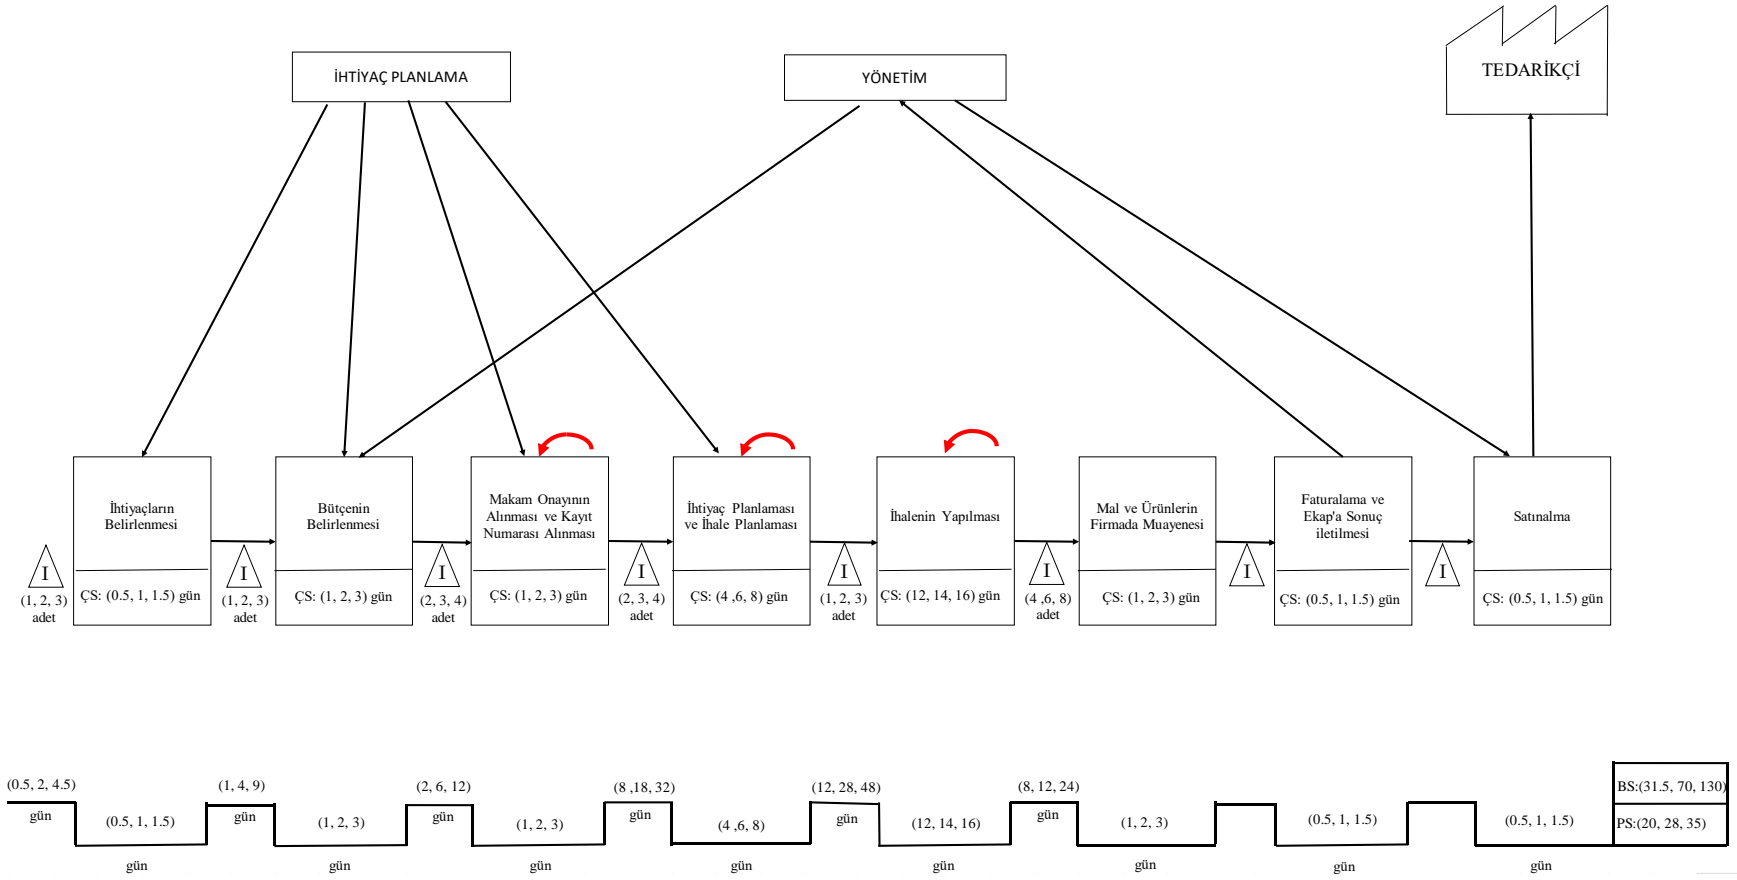 İHTİYAÇ PLANLAMA
YÖNETİM
TEDARİKÇİ
İhtiyaçların
Belirlenmesi
ÇS: (0.5, 1, 1.5) gün
Bütçenin
Belirlenmesi
ÇS: (1, 2, 3) gün
Makam Onayının
Alınması ve Kayıt
Numarası Alınması
ÇS: (1, 2, 3) gün
İhtiyaç Planlaması
ve İhale Planlaması
ÇS: (4 ,6, 8) gün
İhalenin Yapılması
ÇS: (12, 14, 16) gün
Mal ve Ürünlerin
Firmada Muayenesi
ÇS: (1, 2, 3) gün
Faturalama ve
Ekap'a Sonuç
iletilmesi
ÇS: (0.5, 1, 1.5) gün
Satınalma
ÇS: (0.5, 1, 1.5) gün
I
(1, 2, 3)
adet
I
(1, 2, 3)
adet
I
(2, 3, 4)
adet
I
(2, 3, 4)
adet
I
(1, 2, 3)
adet
I
(4 ,6, 8)
adet
I
I
(0.5, 2, 4.5)
gün
(0.5, 1, 1.5)
gün
(1, 4, 9)
gün
(1, 2, 3)
gün
(2, 6, 12)
gün
(1, 2, 3)
gün
(8 ,18, 32)
gün
(4 ,6, 8)
(12, 28, 48)
gün
(12, 14, 16)
gün
(8, 12, 24)
gün
(1, 2, 3)
gün
(0.5, 1, 1.5)
gün
(0.5, 1, 1.5)
gün
BS:(31.5, 70, 130)
PS:(20, 28, 35)